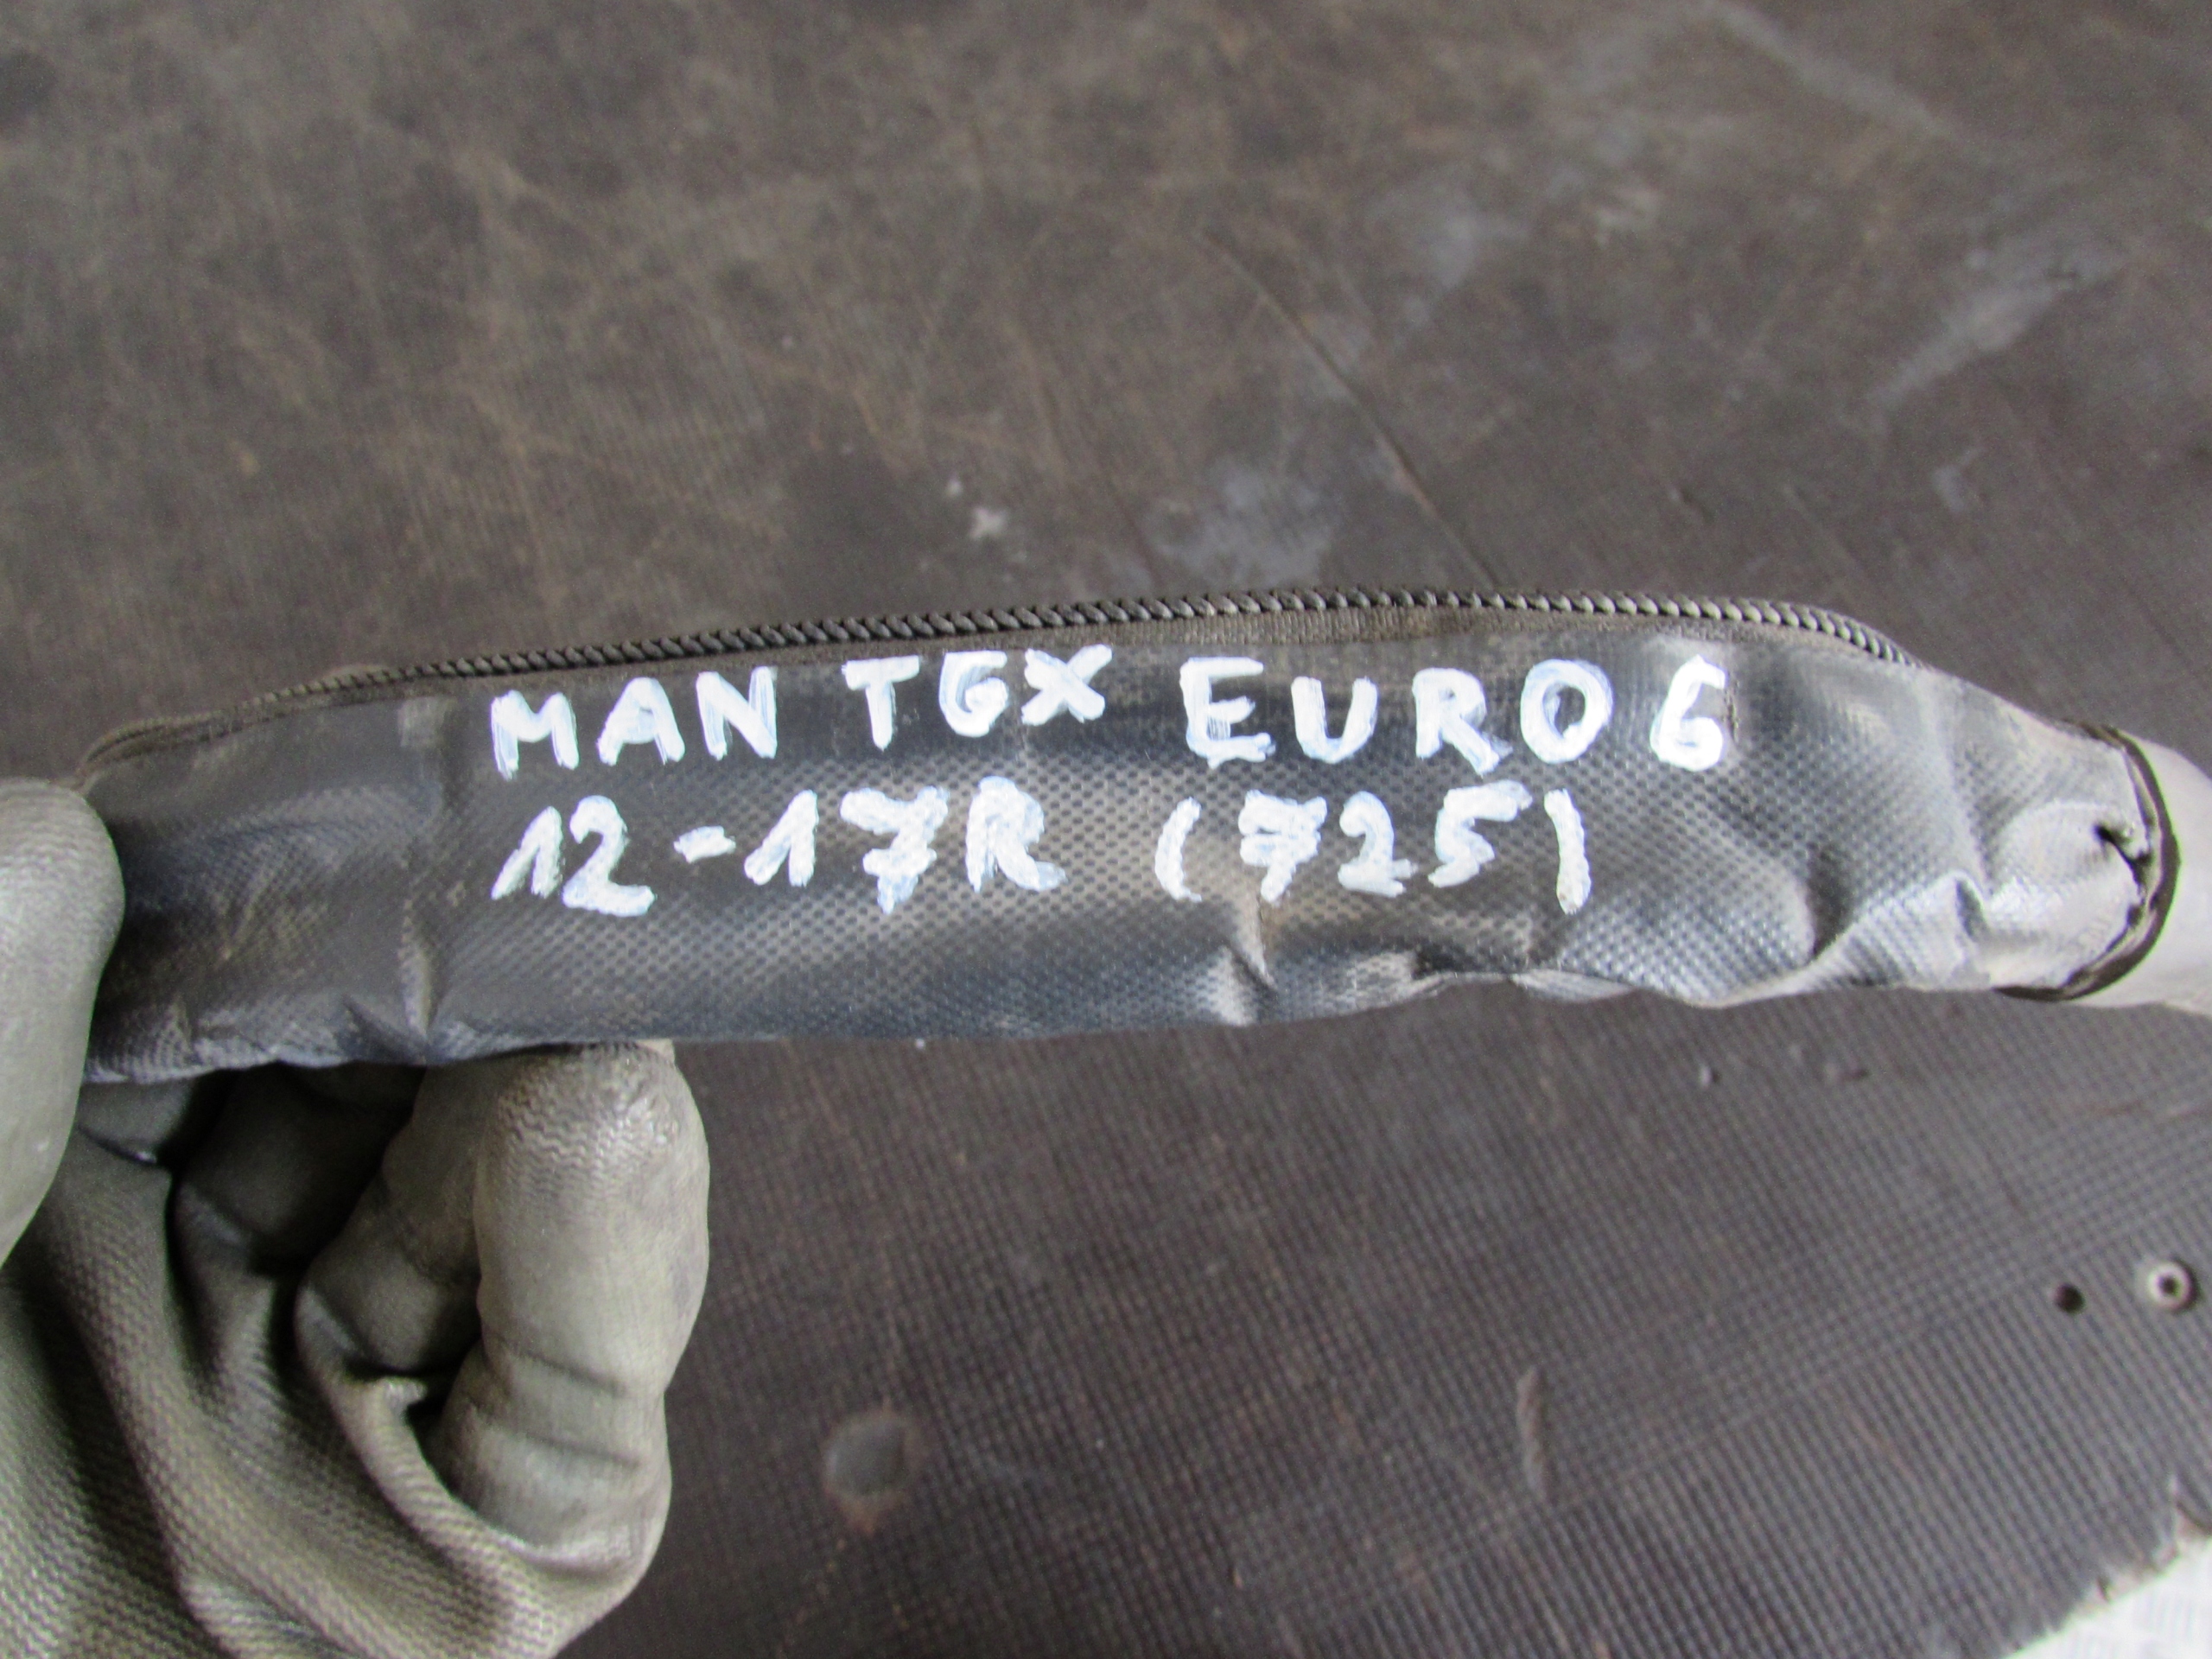 MAN TGX EURO 6
12-17R (725)